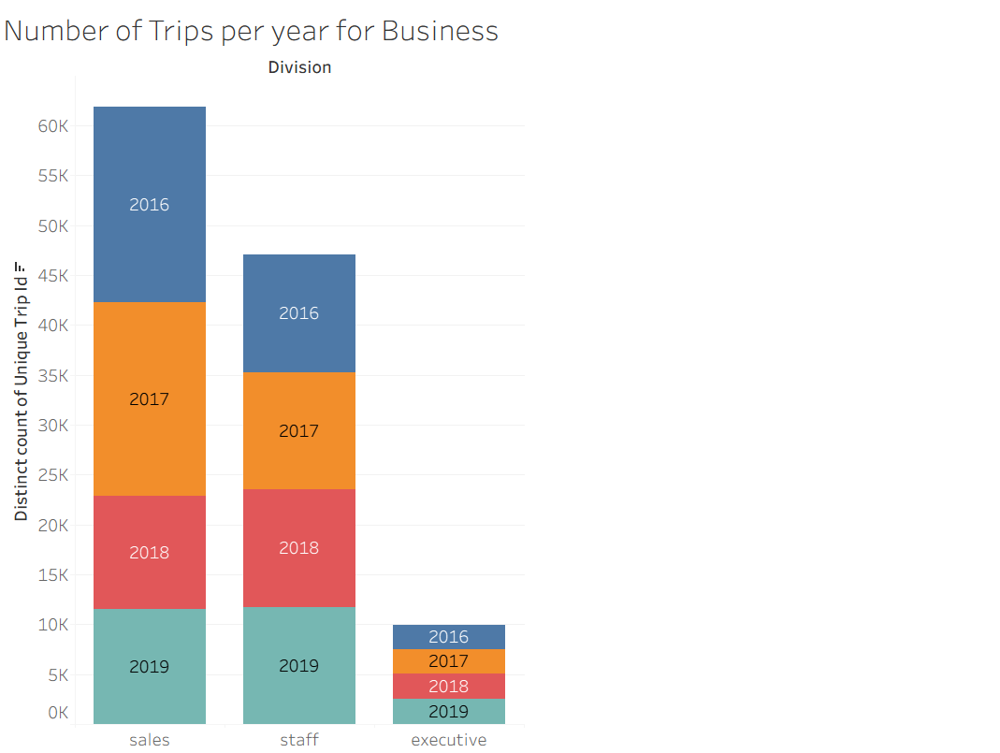 Number of Trips per year for Business
Division
Distinct count of Unique Trip Id
60K
55K
50K
45K
40K
35K
30K
25K
20K
15K
10K
5K
0K
2016
2017
2018
2019
2016
2017
2018
2019
2016
2017
2018
2019
sales
staff
executive